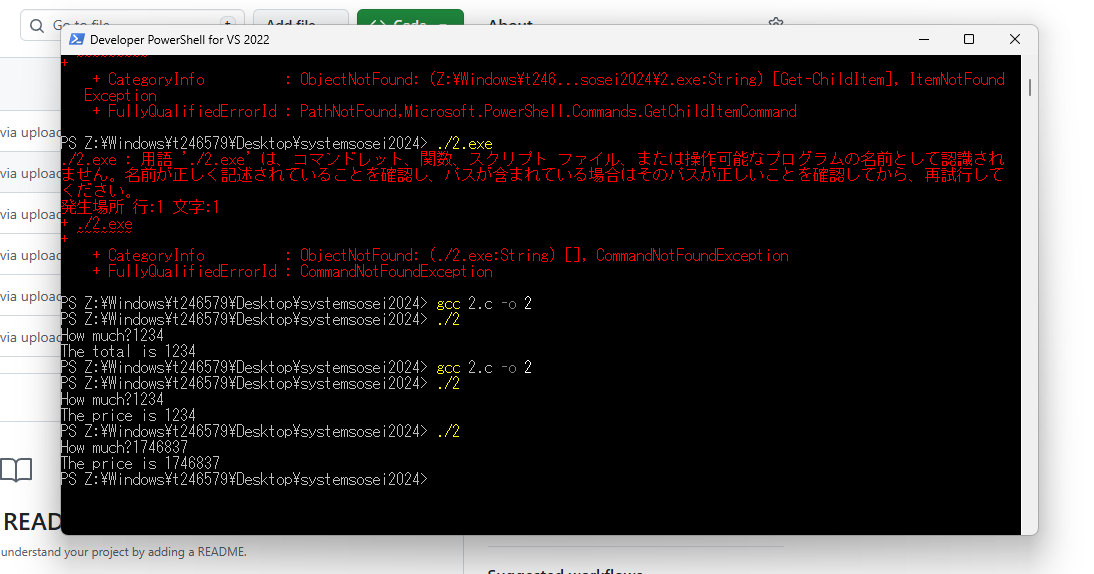 Go to file
t
Add file
Code
About
Developer PowerShell for VS 2022
+ ~~~~~~~~~
+ CategoryInfo : ObjectNotFound: (Z:¥Windows¥t246...sosei2024¥2.exe:String) [Get-ChildItem], ItemNotFound
Exception
+ FullyQualifiedErrorId : PathNotFound,Microsoft.PowerShell.Commands.GetChildItemCommand
PS Z:¥Windows¥t246579¥Desktop¥systemsosei2024> ./2.exe
./2.exe : 用語 './2.exe' は、コマンドレット、関数、スクリプト ファイル、または操作可能なプログラムの名前として認識され
ません。名前が正しく記述されていることを確認し、パスが含まれている場合はそのパスが正しいことを確認してから、再試行して
ください。
発生場所 行:1 文字:1
+ ./2.exe
+ ~~~~~~~
+ CategoryInfo : ObjectNotFound: (./2.exe:String) [], CommandNotFoundException
+ FullyQualifiedErrorId : CommandNotFoundException
PS Z:¥Windows¥t246579¥Desktop¥systemsosei2024> gcc 2.c -o 2
PS Z:¥Windows¥t246579¥Desktop¥systemsosei2024> ./2
How much?1234
The total is 1234
PS Z:¥Windows¥t246579¥Desktop¥systemsosei2024> gcc 2.c -o 2
PS Z:¥Windows¥t246579¥Desktop¥systemsosei2024> ./2
How much?1234
The price is 1234
PS Z:¥Windows¥t246579¥Desktop¥systemsosei2024> ./2
How much?1746837
The price is 1746837
PS Z:¥Windows¥t246579¥Desktop¥systemsosei2024>
via upload
via upload
via upload
via upload
via upload
via upload
READ
understand your project by adding a README.
Suggested workflows